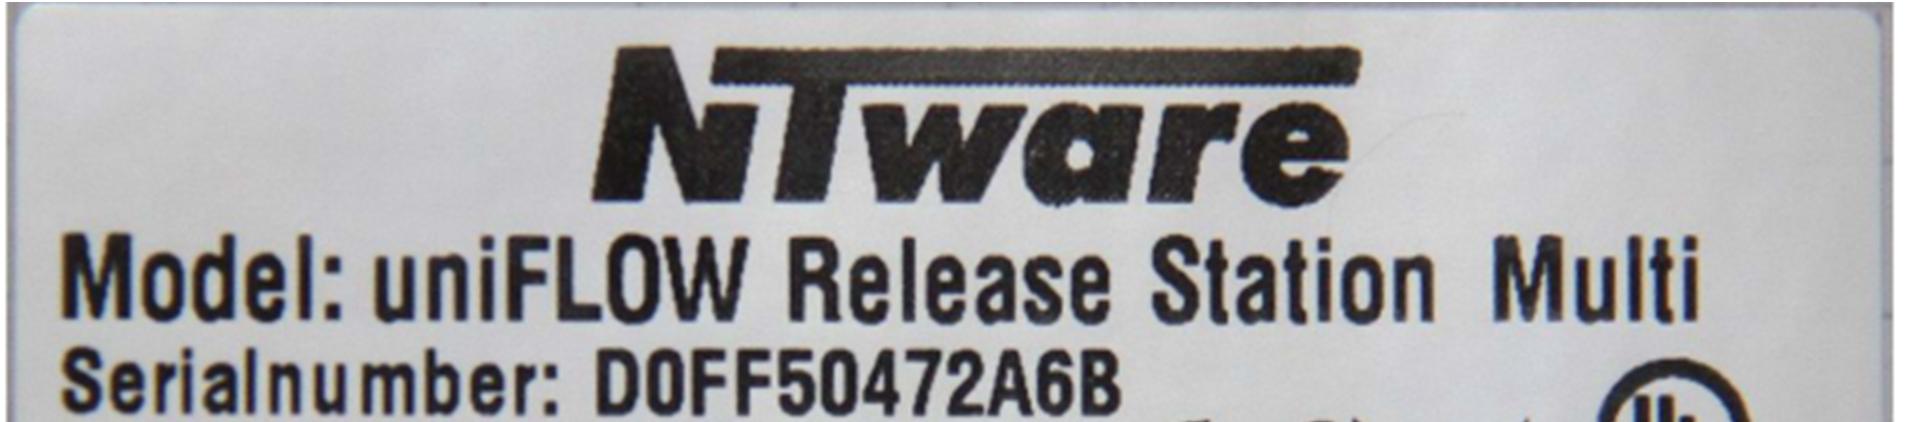 NTware
Model: uniFLOW Release Station Multi
Serialnumber: D0FF50472A6B